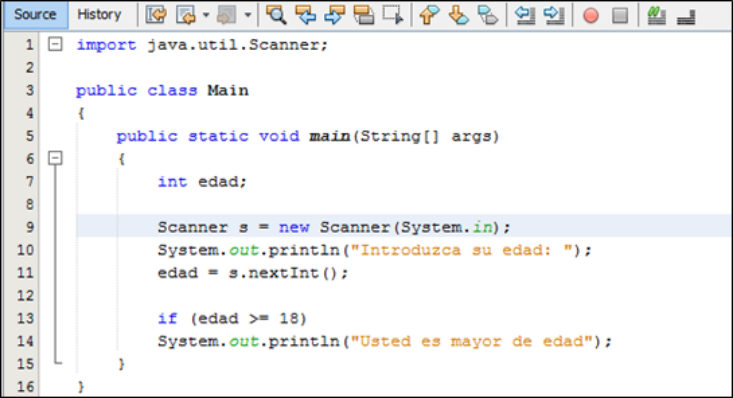 Source History
1 import java.util.Scanner;
2
3 public class Main
4 {
5 public static void main(String[] args)
6 {
7 int edad;
8
9 Scanner s = new Scanner(System.in);
10 System.out.println("Introduzca su edad: ");
11 edad = s.nextInt();
12
13 if (edad >= 18)
14 System.out.println("Usted es mayor de edad");
15 }
16 }